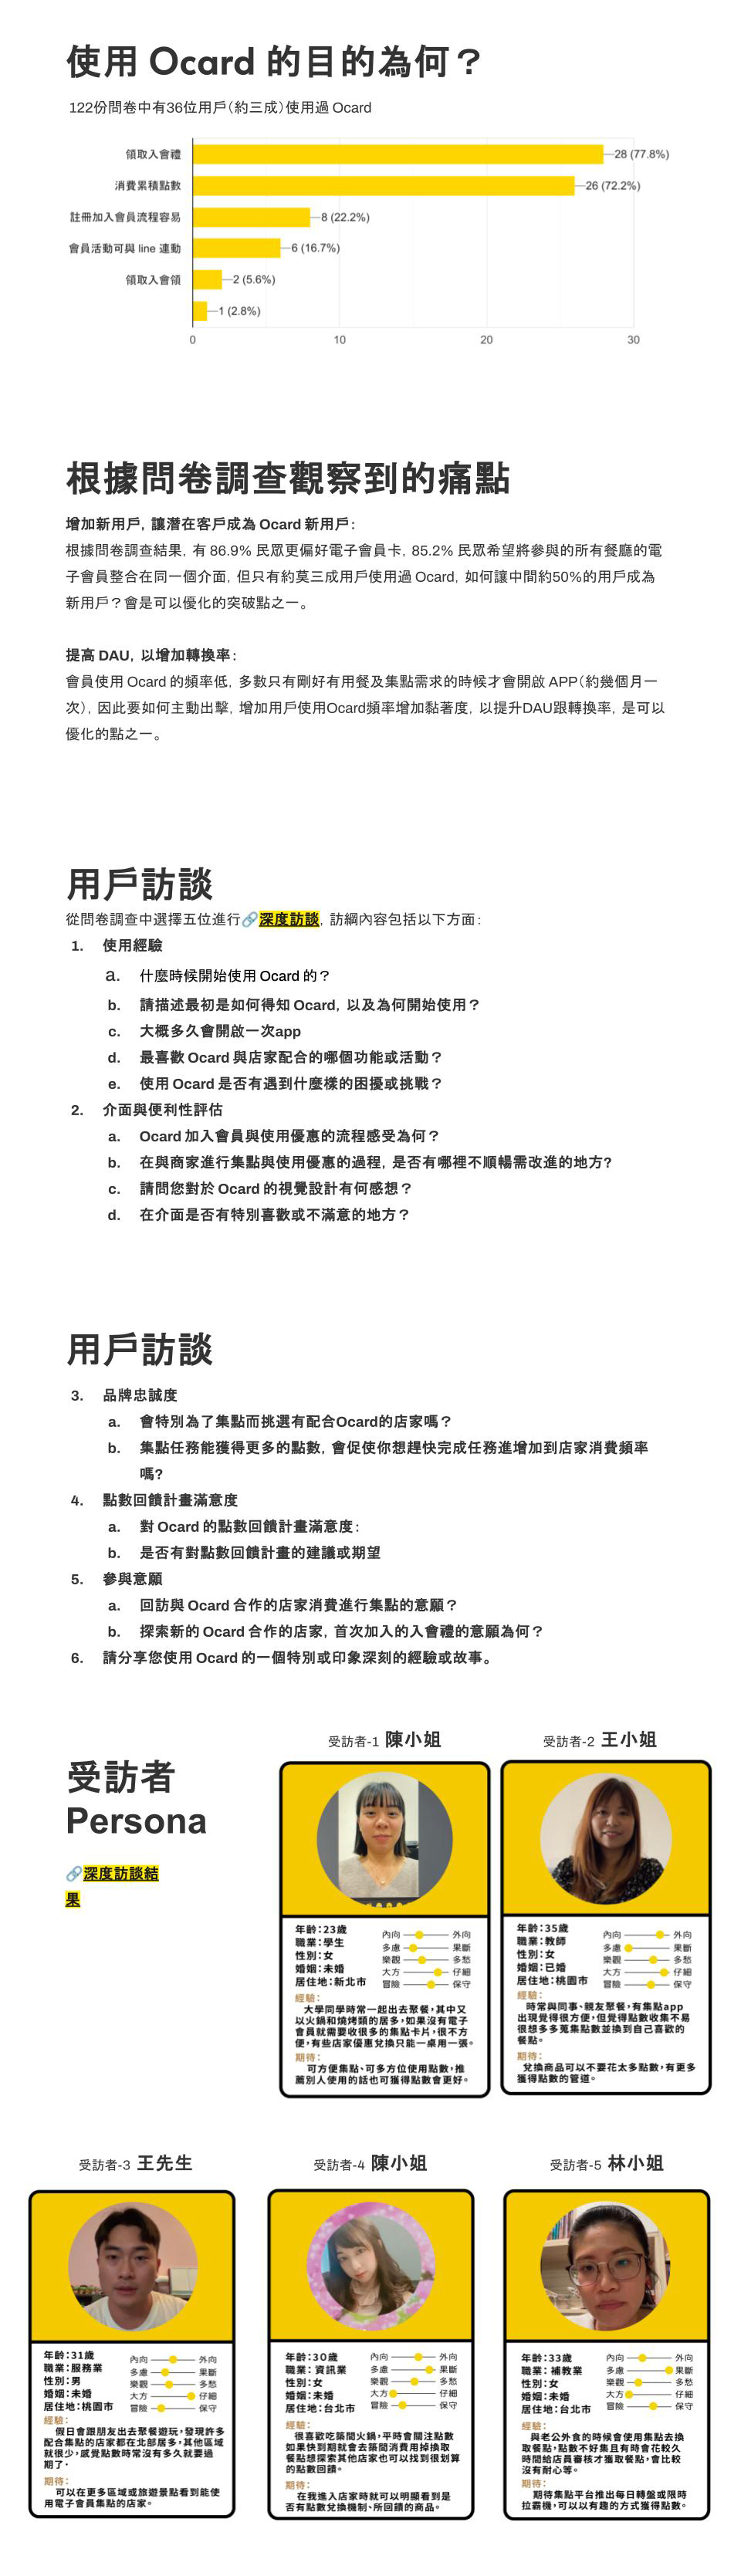 使用 Ocard 的目的為何？
122份問卷中有36位用戶（約三成）使用過 Ocard
領取入會禮
28 (77.8%)
消費累積點數
26 (72.2%)
註冊加入會員流程容易
8 (22.2%)
會員活動可與 line 連動
6 (16.7%)
領取入會領
2 (5.6%)
1 (2.8%)
0
10
20
30
根據問卷調查觀察到的痛點
增加新用戶，讓潛在客戶成為 Ocard 新用戶：
根據問卷調查結果，有 86.9% 民眾更偏好電子會員卡，85.2% 民眾希望將參與的所有餐廳的電
子會員整合在同一個介面，但只有約莫三成用戶使用過 Ocard，如何讓中間約50%的用戶成為
新用戶？會是可以優化的突破點之一。
提高 DAU，以增加轉換率：
會員使用 Ocard 的頻率低，多數只有剛好有用餐及集點需求的時候才會開啟 APP（約幾個月一
次），因此要如何主動出擊，增加用戶使用Ocard頻率增加黏著度，以提升DAU跟轉換率，是可以
優化的點之一。
用戶訪談
從問卷調查中選擇五位進行🔗深度訪談，訪綱內容包括以下方面：
1. 使用經驗
a. 什麼時候開始使用 Ocard 的？
b. 請描述最初是如何得知 Ocard，以及為何開始使用？
c. 大概多久會開啟一次app
d. 最喜歡 Ocard 與店家配合的哪個功能或活動？
e. 使用 Ocard 是否有遇到什麼樣的困擾或挑戰？
2. 介面與便利性評估
a. Ocard 加入會員與使用優惠的流程感受為何？
b. 在與商家進行集點與使用優惠的過程，是否有哪裡不順暢需改進的地方?
c. 請問您對於 Ocard 的視覺設計有何感想？
d. 在介面是否有特別喜歡或不滿意的地方？
用戶訪談
3. 品牌忠誠度
a. 會特別為了集點而挑選有配合Ocard的店家嗎？
b. 集點任務能獲得更多的點數，會促使你想趕快完成任務進增加到店家消費頻率
嗎?
4. 點數回饋計畫滿意度
a. 對 Ocard 的點數回饋計畫滿意度：
b. 是否有對點數回饋計畫的建議或期望
5. 參與意願
a. 回訪與 Ocard 合作的店家消費進行集點的意願？
b. 探索新的 Ocard 合作的店家，首次加入的入會禮的意願為何？
6. 請分享您使用 Ocard 的一個特別或印象深刻的經驗或故事。
受訪者
Persona
🔗深度訪談結
果
受訪者-1 陳小姐
年齡：23歲
職業：學生
性別：女
婚姻：未婚
居住地：新北市
內向 外向
多慮 果斷
樂觀 多愁
大方 仔細
冒險 保守
經驗：
大學同學時常一起出去聚餐，其中又
以火鍋和燒烤類的居多，如果沒有電子
會員就需要收很多的集點卡片，很不方
便，有些店家優惠兌換只能一桌用一張。
期待：
可方便集點、可多方位使用點數，推
薦別人使用的話也可獲得點數會更好。
受訪者-2 王小姐
年齡：35歲
職業：教師
性別：女
婚姻：已婚
居住地：桃園市
內向 外向
多慮 果斷
樂觀 多愁
大方 仔細
冒險 保守
經驗：
時常與同事、親友聚餐，有集點app
出現覺得很方便，但覺得點數收集不易
很想多多蒐集點數並換到自己喜歡的
餐點。
期待：
兌換商品可以不要花太多點數，有更多
獲得點數的管道。
受訪者-3 王先生
年齡：31歲
職業：服務業
性別：男
婚姻：未婚
居住地：桃園市
內向 外向
多慮 果斷
樂觀 多愁
大方 仔細
冒險 保守
經驗：
假日會跟朋友出去聚餐遊玩，發現許多
配合集點的店家都在北部居多，其他區域
就很少，感覺點數時常沒有多久就要過
期了。
期待：
可以在更多區域或旅遊景點看到能使
用電子會員集點的店家。
受訪者-4 陳小姐
年齡：30歲
職業：資訊業
性別：女
婚姻：未婚
居住地：台北市
內向 外向
多慮 果斷
樂觀 多愁
大方 仔細
冒險 保守
經驗：
很喜歡吃築間火鍋，平時會關注點數
如果快到期就會去築間消費用掉換取
餐點想探索其他店家也可以找到很划算
的點數回饋。
期待：
在我進入店家時就可以明顯看到是
否有點數兌換機制、所回饋的商品。
受訪者-5 林小姐
年齡：33歲
職業：補教業
性別：女
婚姻：未婚
居住地：台北市
內向 外向
多慮 果斷
樂觀 多愁
大方 仔細
冒險 保守
經驗：
與老公外食的時候會使用集點去換
取餐點，點數不好集且有時會花較久
時間給店員審核才獲取餐點，會比較
沒有耐心等。
期待：
期待集點平台推出每日轉盤或限時
拉霸機，可以以有趣的方式獲得點數。